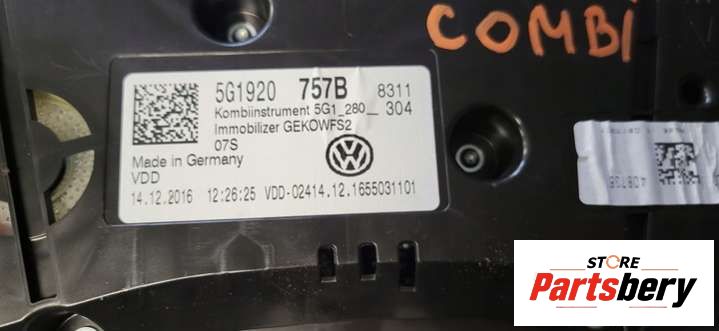 COMBi
5G1920 757B 8311
Kombiinstrument 5G1_280__ 304
Immobilizer GEKOWFS2
07S
Made in Germany
VDD
14.12.2016 12:26:25 VDD-02414.12.1655031101
STORE
Partsbery